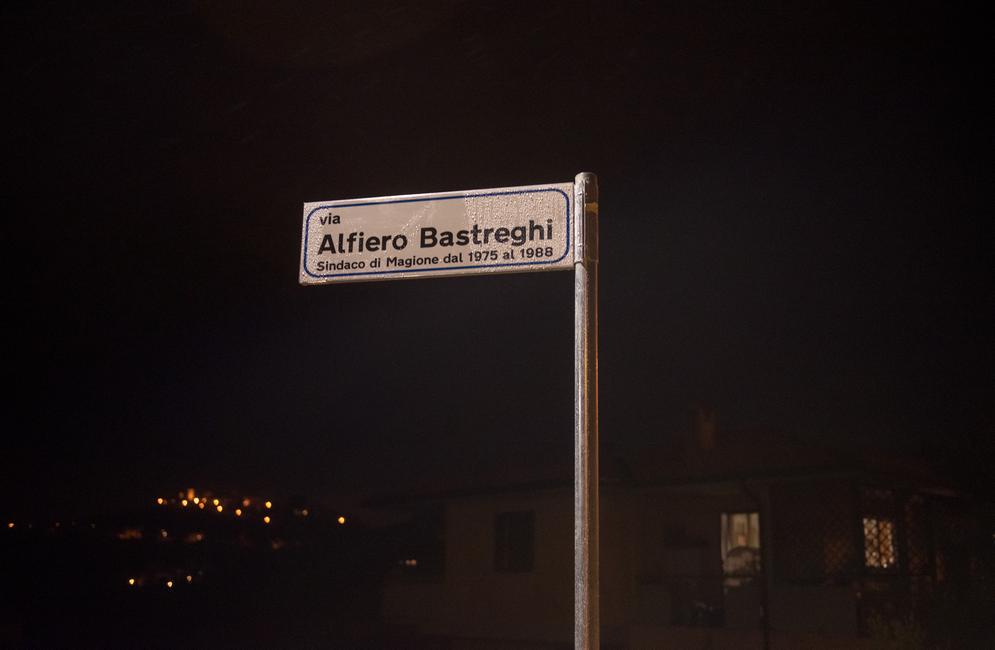 via
Alfiero Bastreghi
Sindaco di Magione dal 1975 al 1988